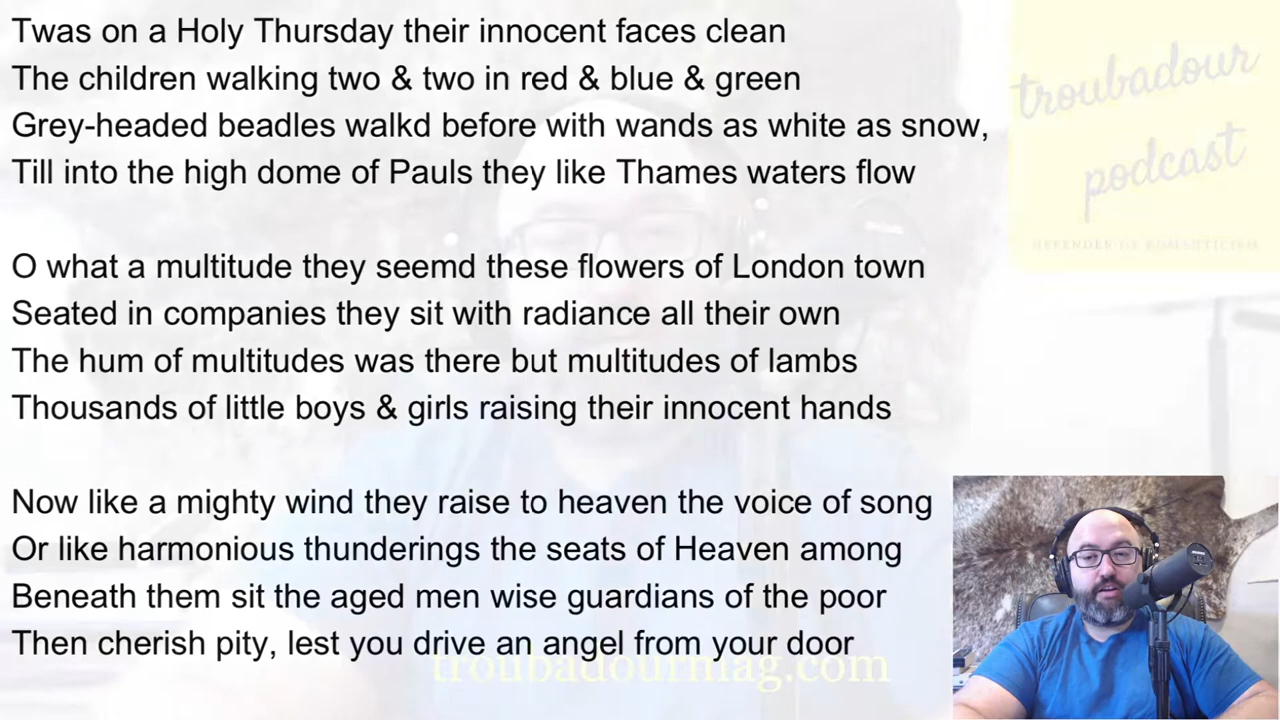 Twas on a Holy Thursday their innocent faces clean
The children walking two & two in red & blue & green
Grey-headed beadles walkd before with wands as white as snow,
Till into the high dome of Pauls they like Thames waters flow
O what a multitude they seemd these flowers of London town
Seated in companies they sit with radiance all their own
The hum of multitudes was there but multitudes of lambs
Thousands of little boys & girls raising their innocent hands
Now like a mighty wind they raise to heaven the voice of song
Or like harmonious thunderings the seats of Heaven among
Beneath them sit the aged men wise guardians of the poor
Then cherish pity, lest you drive an angel from your door
troubadour
podcast
troubadourmag.com